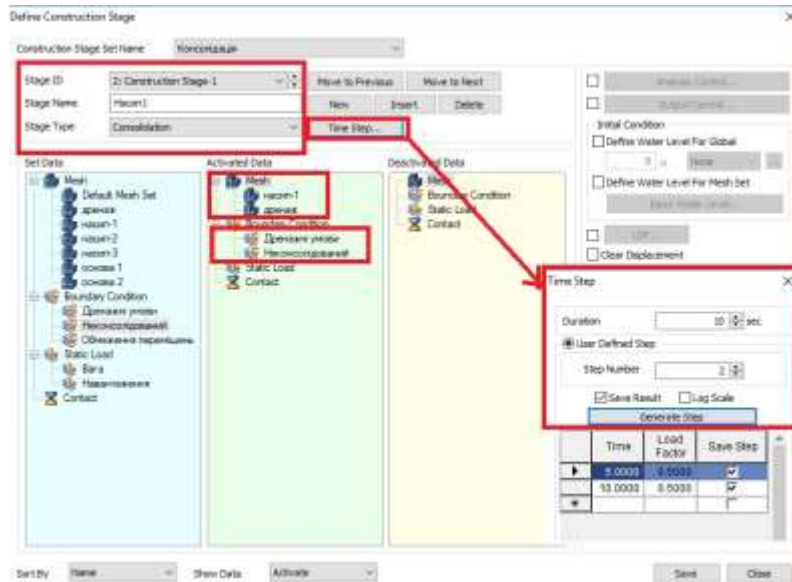 Define Construction Stage
Construction Stage Set Name Консолідація
Stage ID 2: Construction Stage-1 Move to Previous Move to Next
Stage Name Насип1 New Insert Delete
Stage Type Consolidation Time Step...
Initial Condition
Define Water Level For Global
0 None
Define Water Level For Mesh Set
Clear Displacement
Set Data
Mesh
Default Mesh Set
дренаж
насип-1
насип-2
насип-3
основа 1
основа 2
Boundary Condition
Дренажні умови
Неконсолідований
Обмеження переміщень
Static Load
Вага
Навантаження
Contact
Activated Data
Mesh
насип-1
дренаж
Boundary Condition
Дренажні умови
Неконсолідований
Static Load
Contact
Deactivated Data
Mesh
Boundary Condition
Static Load
Contact
Time Step
Duration 10 sec
User Defined Step
Step Number 2
Save Result Log Scale
Generate Step
Time Load Factor Save Step
5.0000 0.5000
10.0000 0.5000
Sort By Name Show Data Activate Save Close